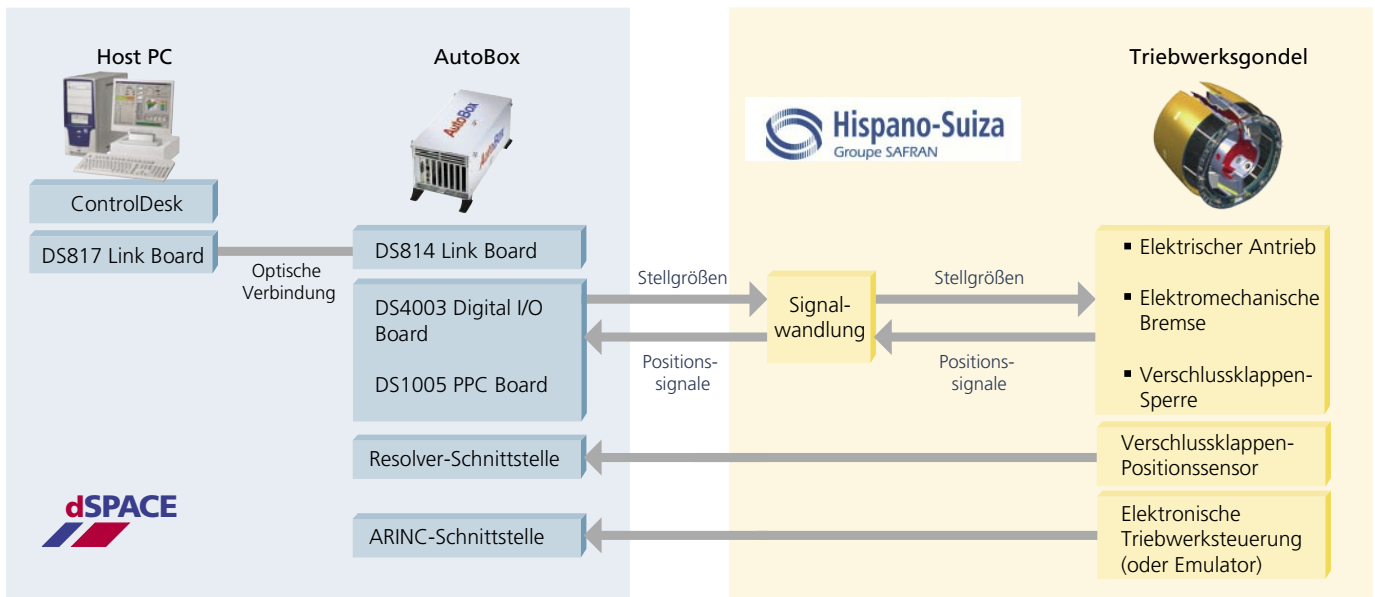 Host PC
AutoBox
Triebwerksgondel
AutoBox
AutoBox
Hispano-Suiza
Groupe SAFRAN
ControlDesk
DS817 Link Board
Optische
Verbindung
DS814 Link Board
DS4003 Digital I/O
Board
DS1005 PPC Board
Stellgrößen
Positions-
signale
Signal-
wandlung
Stellgrößen
Positions-
signale
▪ Elektrischer Antrieb
▪ Elektromechanische
Bremse
▪ Verschlussklappen-
Sperre
Resolver-Schnittstelle
Verschlussklappen-
Positionssensor
dSPACE
ARINC-Schnittstelle
Elektronische
Triebwerksteuerung
(oder Emulator)